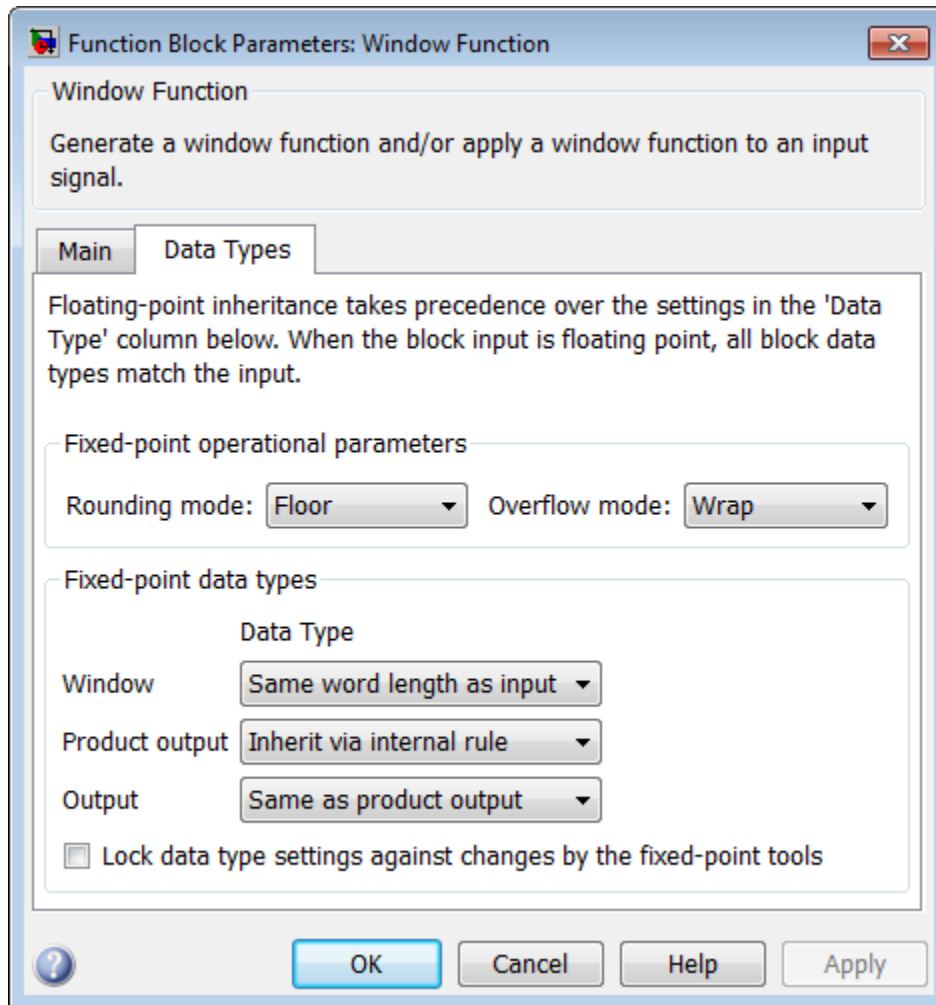 Function Block Parameters: Window Function
Window Function
Generate a window function and/or apply a window function to an input
signal.
Main
Data Types
Floating-point inheritance takes precedence over the settings in the 'Data
Type' column below. When the block input is floating point, all block data
types match the input.
Fixed-point operational parameters
Rounding mode: Floor Overflow mode: Wrap
Fixed-point data types
Data Type
Window Same word length as input
Product output Inherit via internal rule
Output Same as product output
Lock data type settings against changes by the fixed-point tools
? OK Cancel Help Apply